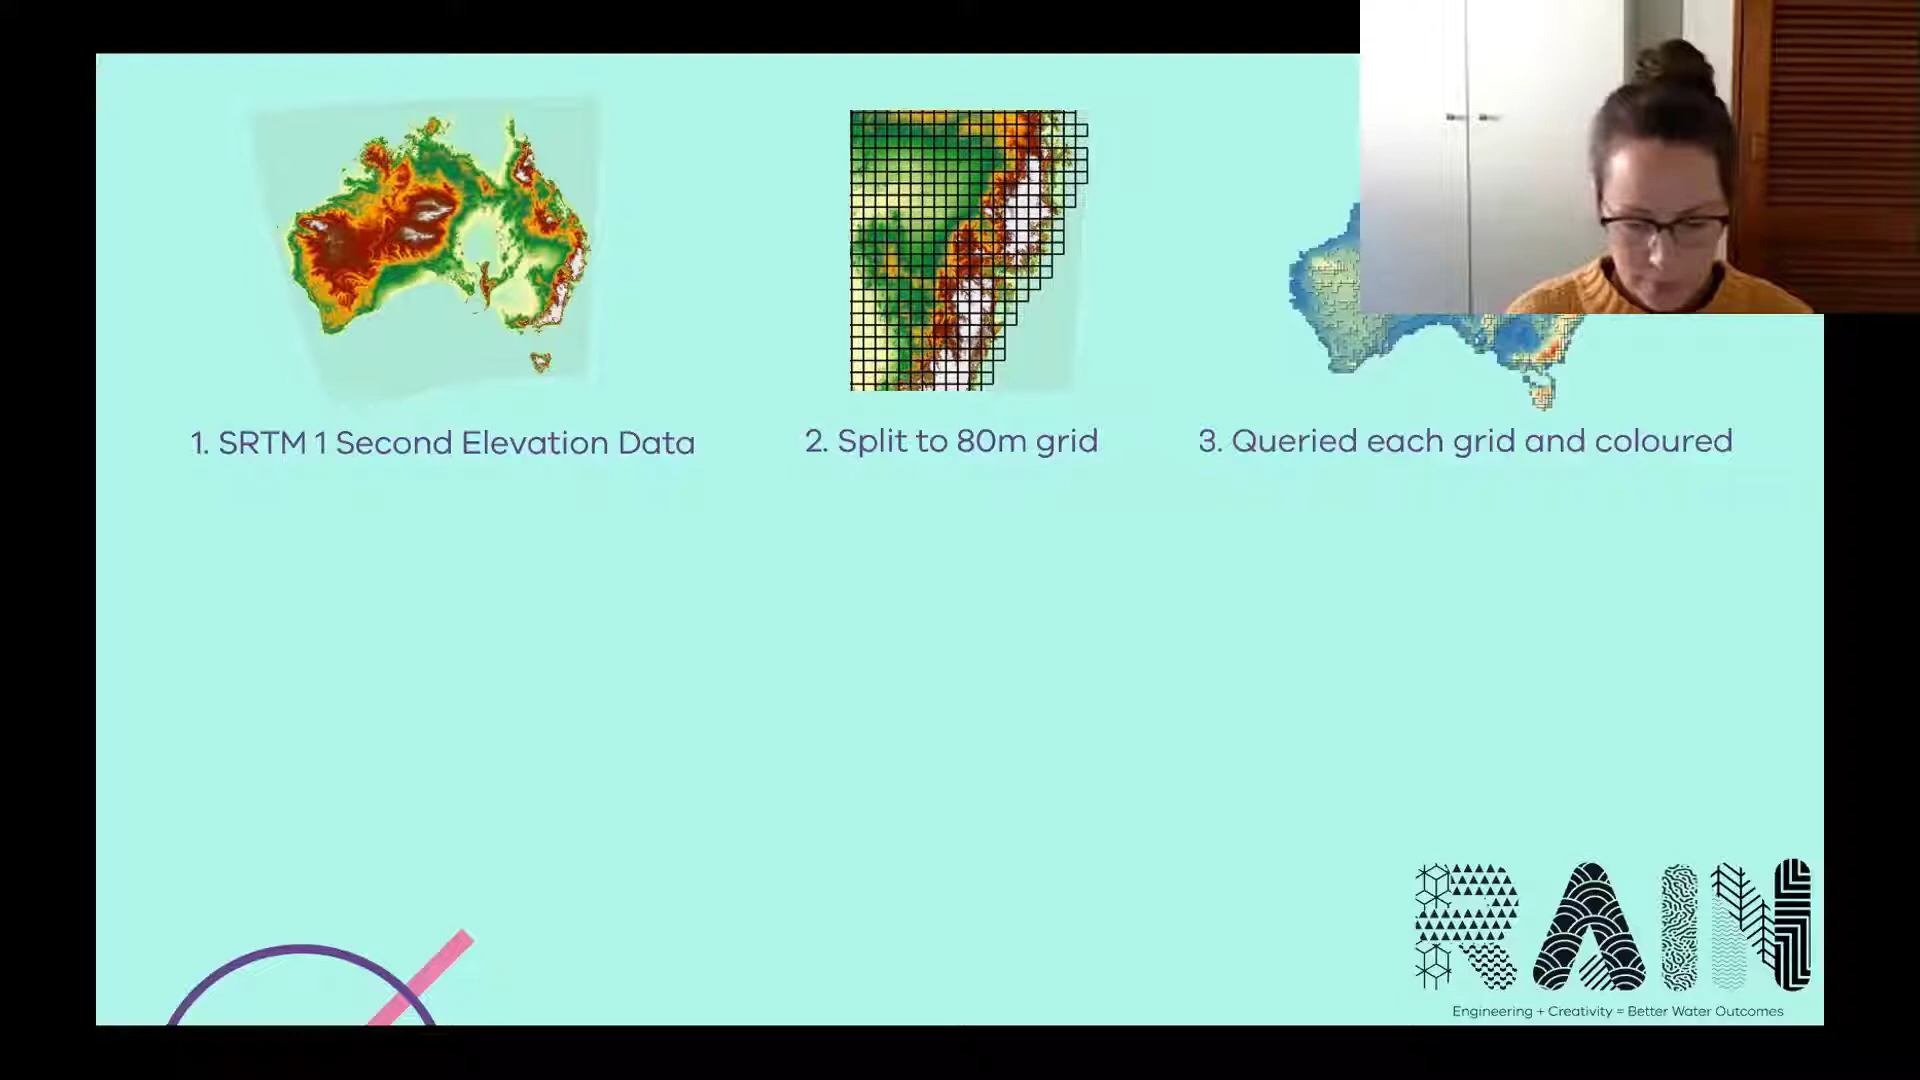 1. SRTM 1 Second Elevation Data
2. Split to 80m grid
3. Queried each grid and coloured
RAIN
Engineering + Creativity = Better Water Outcomes